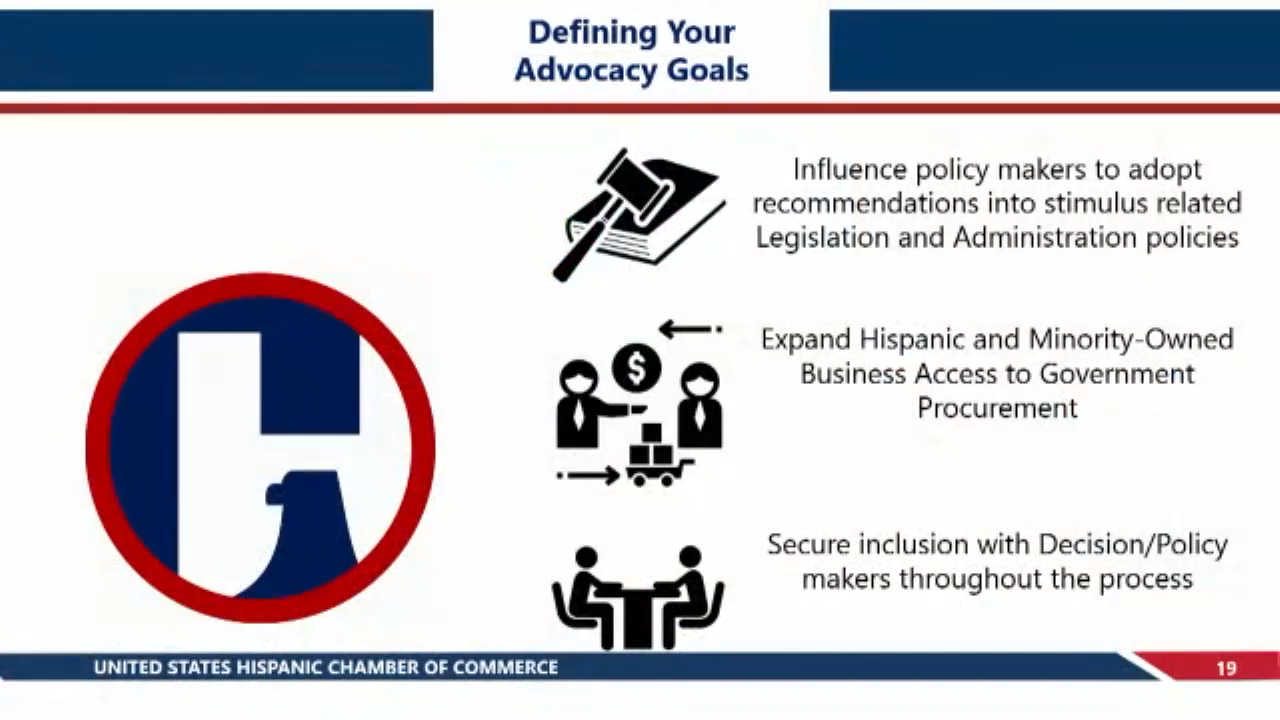 Defining Your
Advocacy Goals
Influence policy makers to adopt
recommendations into stimulus related
Legislation and Administration policies
$
Expand Hispanic and Minority-Owned
Business Access to Government
Procurement
Secure inclusion with Decision/Policy
makers throughout the process
UNITED STATES HISPANIC CHAMBER OF COMMERCE
19